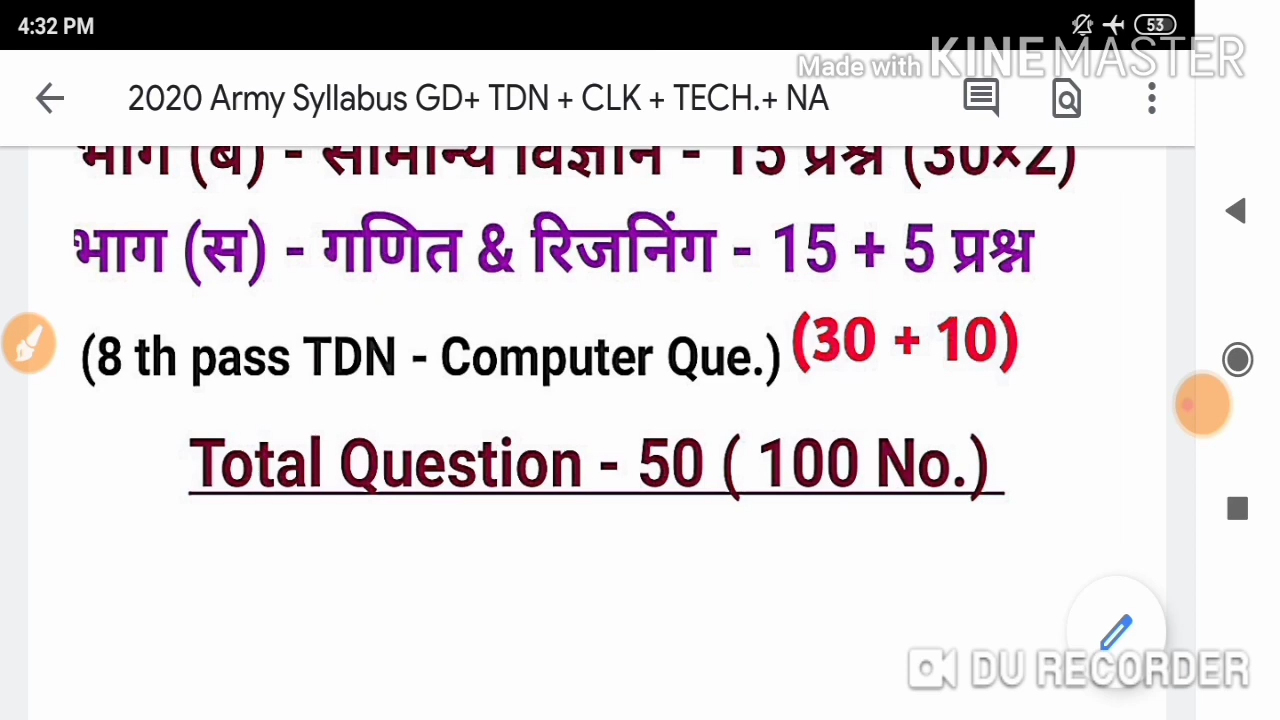 4:32 PM
53
Made with KINEMASTER
2020 Army Syllabus GD+ TDN + CLK + TECH.+ NA
भाग (ब) - सामान्य विज्ञान - 15 प्रश्न (30×2)
भाग (स) - गणित & रिजनिंग - 15 + 5 प्रश्न
(8 th pass TDN - Computer Que.) (30 + 10)
Total Question - 50 ( 100 No.)
DU RECORDER